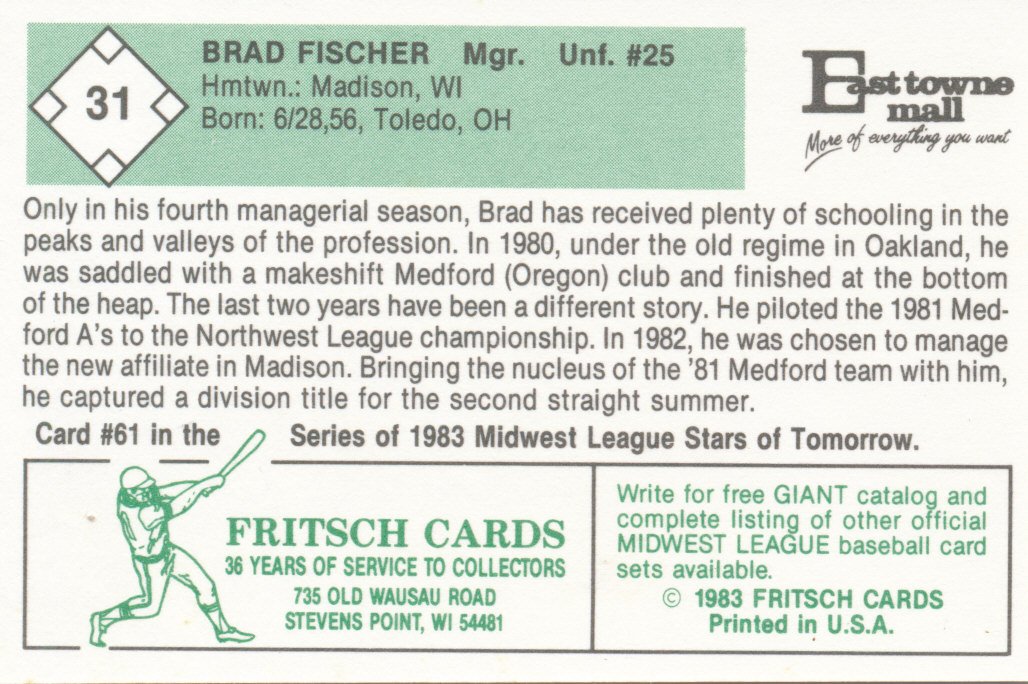 31
BRAD FISCHER Mgr. Unf. #25
Hmtwn.: Madison, WI
Born: 6/28,56, Toledo, OH
East towne
mall
More of everything you want
Only in his fourth managerial season, Brad has received plenty of schooling in the
peaks and valleys of the profession. In 1980, under the old regime in Oakland, he
was saddled with a makeshift Medford (Oregon) club and finished at the bottom
of the heap. The last two years have been a different story. He piloted the 1981 Med-
ford A's to the Northwest League championship. In 1982, he was chosen to manage
the new affiliate in Madison. Bringing the nucleus of the '81 Medford team with him,
he captured a division title for the second straight summer.
Card #61 in the Series of 1983 Midwest League Stars of Tomorrow.
FRITSCH CARDS
36 YEARS OF SERVICE TO COLLECTORS
735 OLD WAUSAU ROAD
STEVENS POINT, WI 54481
Write for free GIANT catalog and
complete listing of other official
MIDWEST LEAGUE baseball card
sets available.
© 1983 FRITSCH CARDS
Printed in U.S.A.